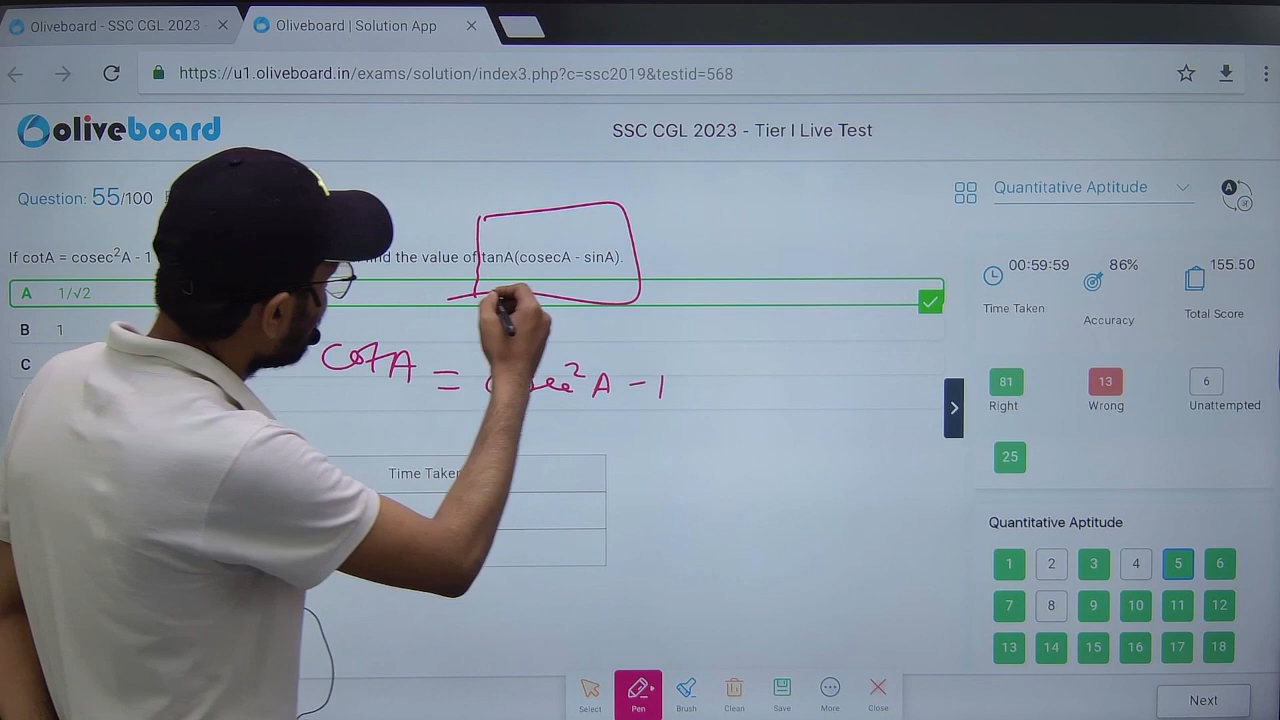 Oliveboard - SSC CGL 2023 -
Oliveboard | Solution App
https://u1.oliveboard.in/exams/solution/index3.php?c=ssc2019&testid=568
oliveboard
SSC CGL 2023 - Tier I Live Test
Question: 55/100
Quantitative Aptitude
If cotA = cosec²A - 1 find the value of tanA(cosecA - sinA).
A 1/√2
B 1
C
cotA = cosec²A - 1
Time Taken
00:59:59
Time Taken
86%
Accuracy
155.50
Total Score
81
Right
13
Wrong
6
Unattempted
25
Quantitative Aptitude
1 2 3 4 5 6
7 8 9 10 11 12
13 14 15 16 17 18
Select Pen Brush Clean Save More Close
Next